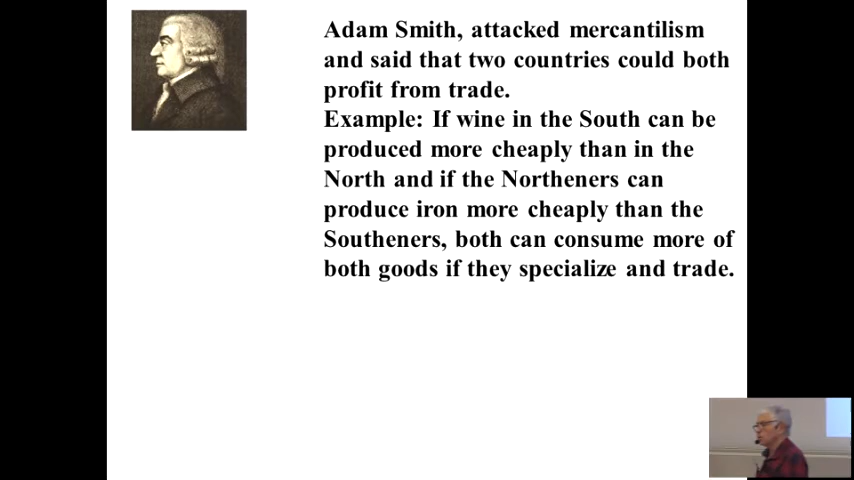 Adam Smith, attacked mercantilism
and said that two countries could both
profit from trade.
Example: If wine in the South can be
produced more cheaply than in the
North and if the Northeners can
produce iron more cheaply than the
Southeners, both can consume more of
both goods if they specialize and trade.